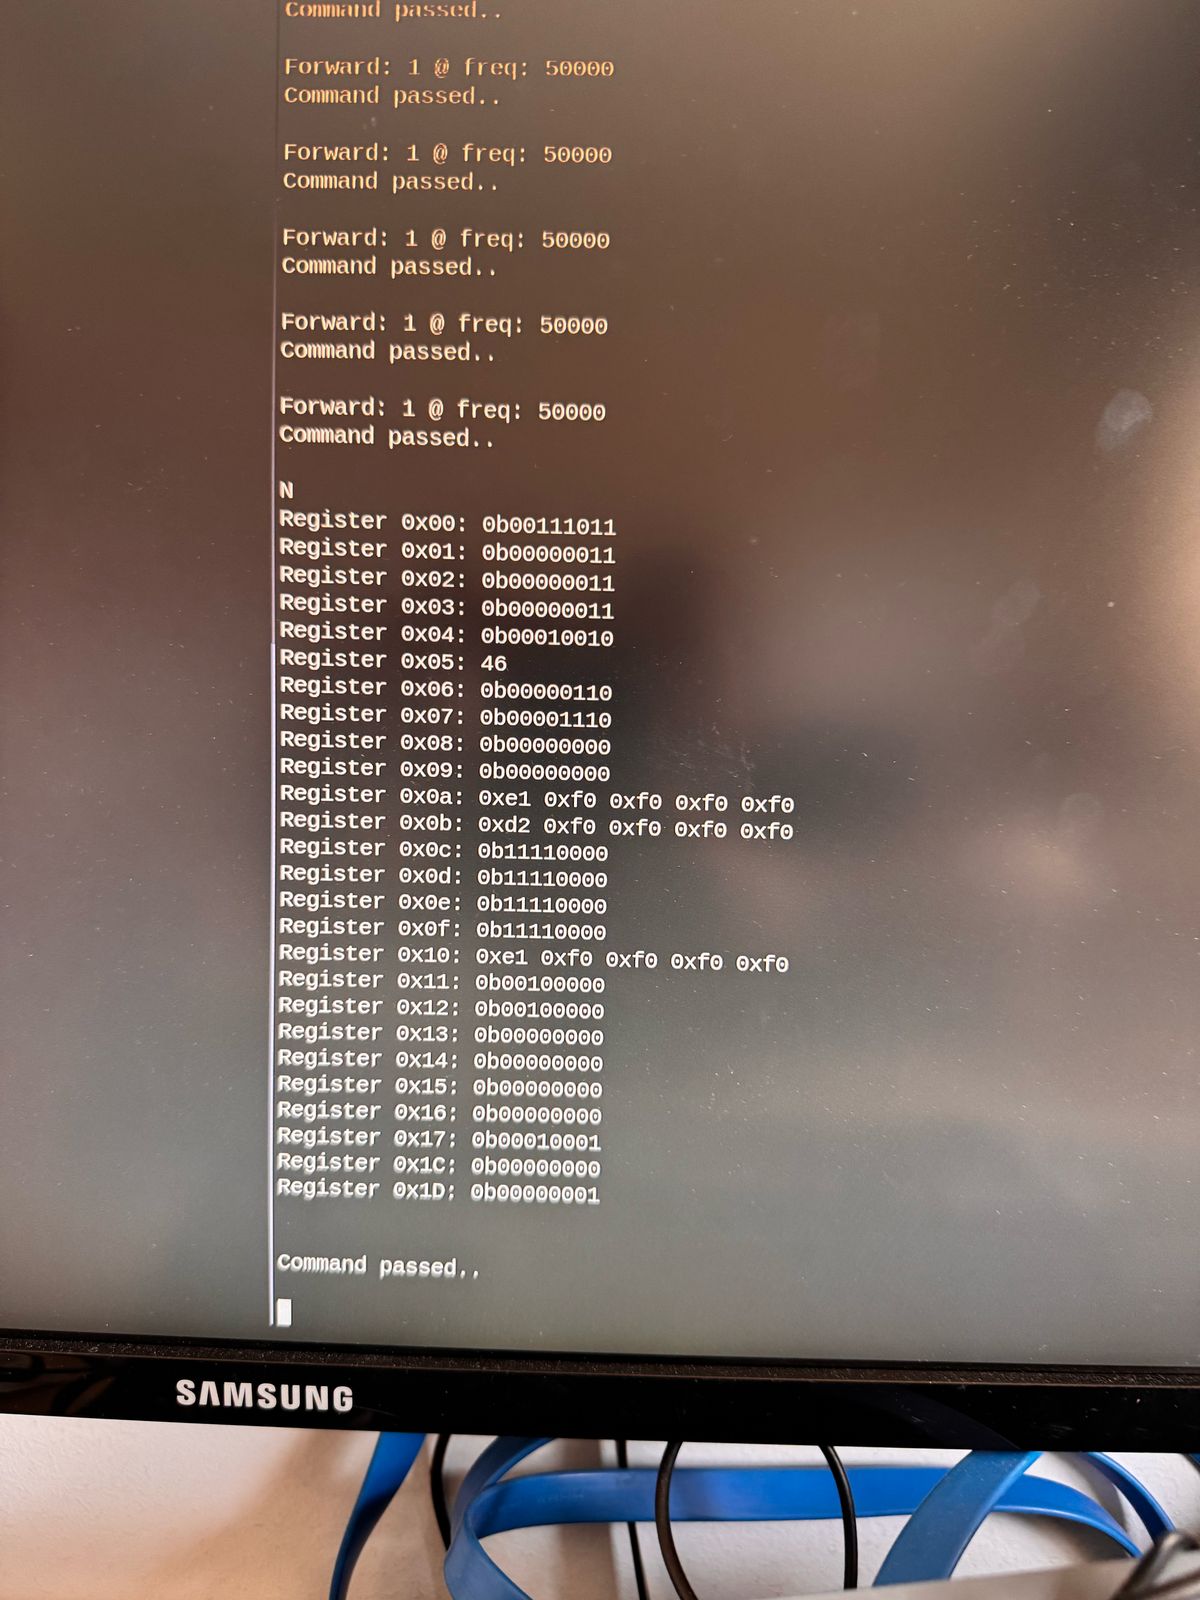 Command passed..
Forward: 1 @ freq: 50000
Command passed..
Forward: 1 @ freq: 50000
Command passed..
Forward: 1 @ freq: 50000
Command passed..
Forward: 1 @ freq: 50000
Command passed..
Forward: 1 @ freq: 50000
Command passed..
N
Register 0x00: 0b00111011
Register 0x01: 0b00000011
Register 0x02: 0b00000011
Register 0x03: 0b00000011
Register 0x04: 0b00010010
Register 0x05: 46
Register 0x06: 0b00000110
Register 0x07: 0b00001110
Register 0x08: 0b00000000
Register 0x09: 0b00000000
Register 0x0a: 0xe1 0xf0 0xf0 0xf0 0xf0
Register 0x0b: 0xd2 0xf0 0xf0 0xf0 0xf0
Register 0x0c: 0b11110000
Register 0x0d: 0b11110000
Register 0x0e: 0b11110000
Register 0x0f: 0b11110000
Register 0x10: 0xe1 0xf0 0xf0 0xf0 0xf0
Register 0x11: 0b00100000
Register 0x12: 0b00100000
Register 0x13: 0b00000000
Register 0x14: 0b00000000
Register 0x15: 0b00000000
Register 0x16: 0b00000000
Register 0x17: 0b00010001
Register 0x1C: 0b00000000
Register 0x1D: 0b00000001
Command passed..
SAMSUNG